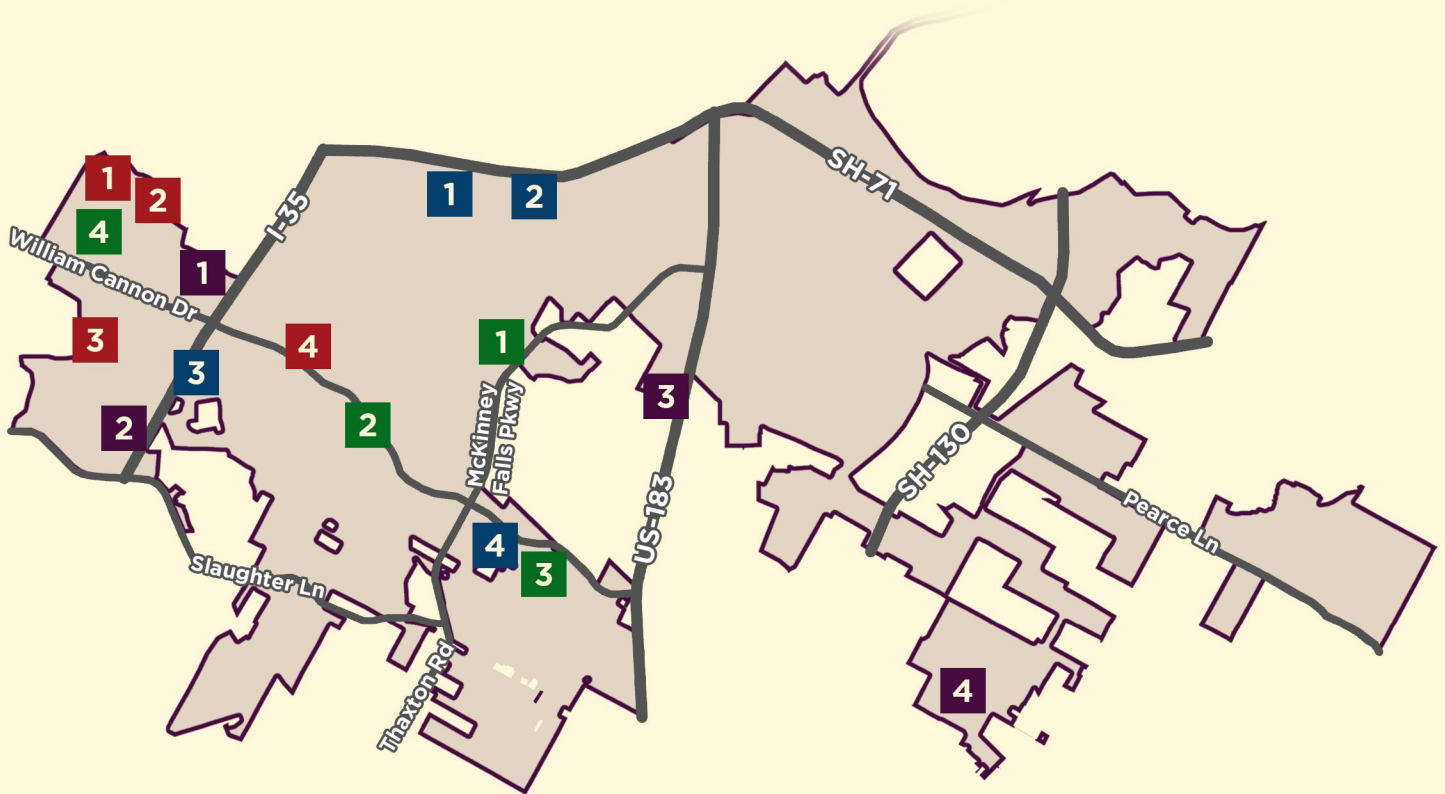 SH-71
1
2
1
2
I-35
4
William Cannon Dr
1
3
4
1
3
2
2
McKinney
Falls Pkwy
3
SH-130
US-183
Pearce Ln
4
3
Slaughter Ln
Thaxton Rd
4